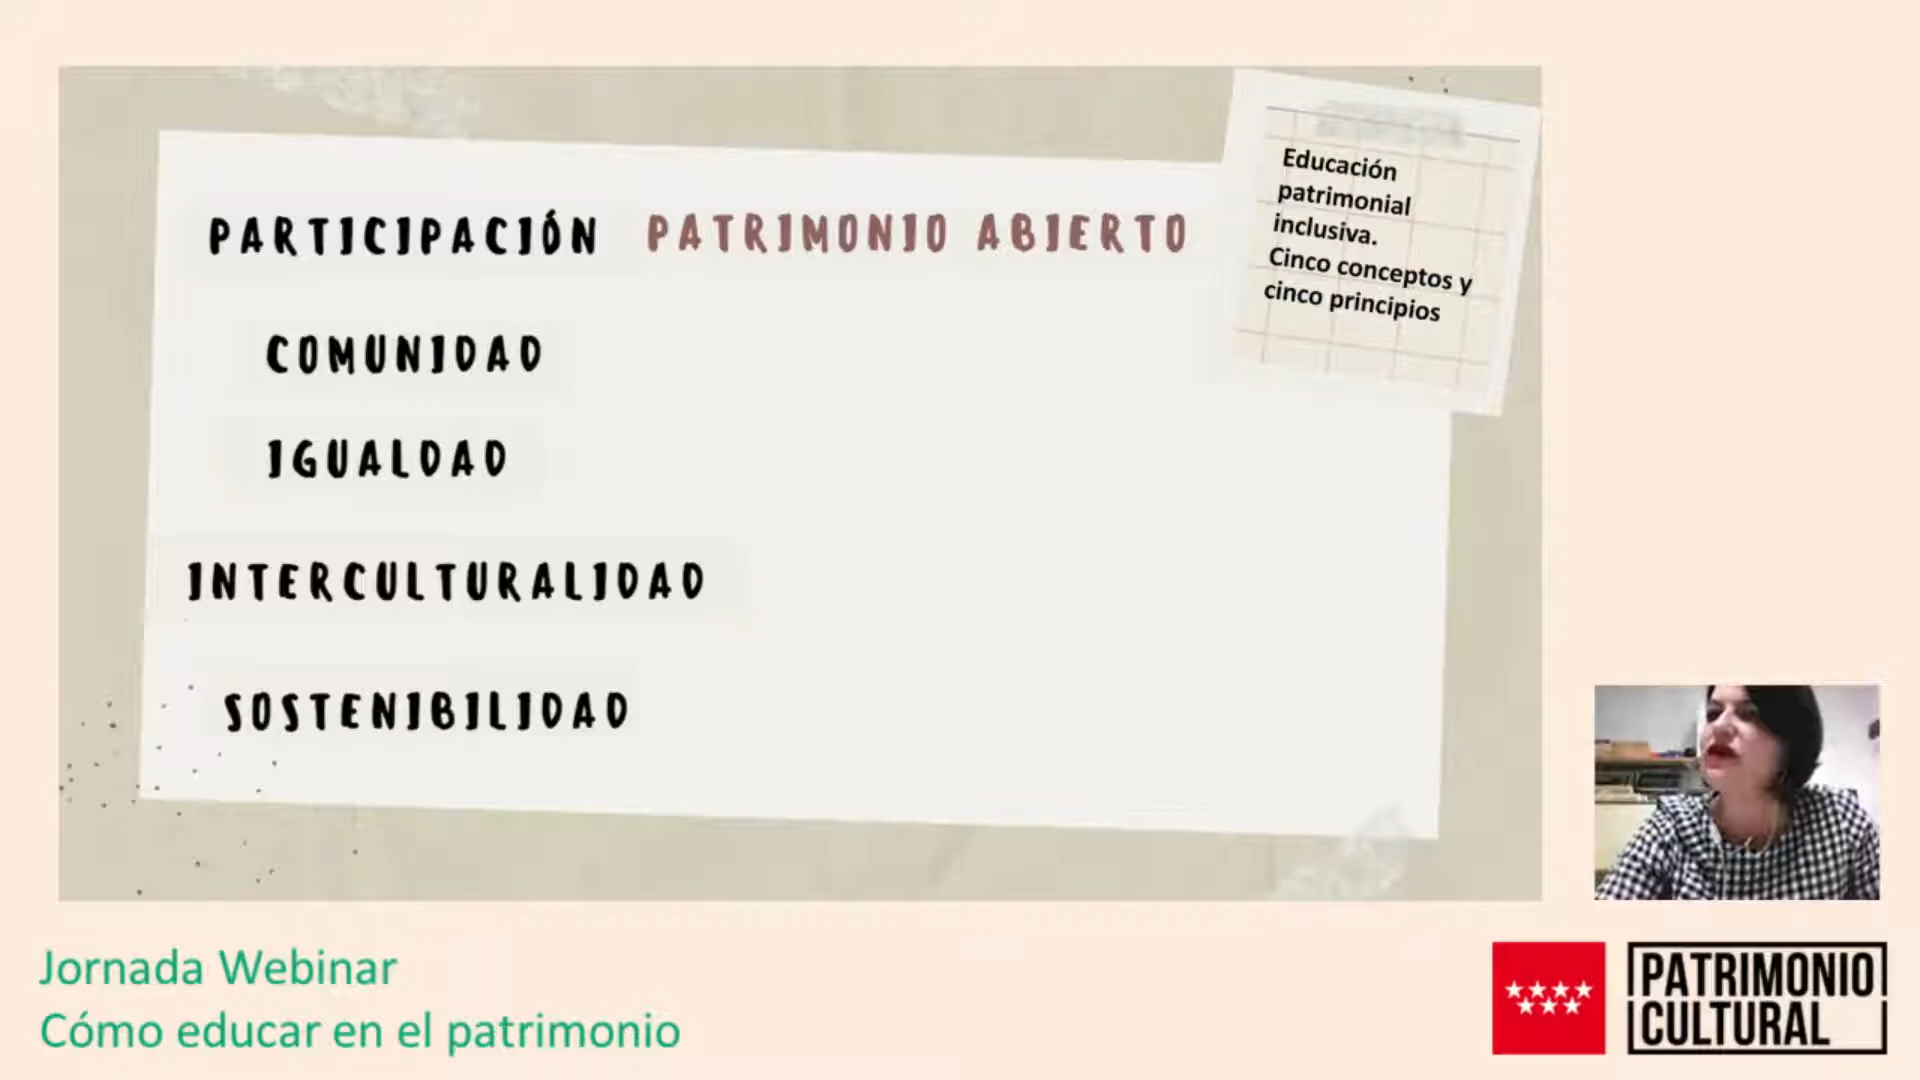 PARTICIPACIÓN PATRIMONIO ABIERTO
COMUNIDAD
IGUALDAD
INTERCULTURALIDAD
SOSTENIBILIDAD
Educación
patrimonial
inclusiva.
Cinco conceptos y
cinco principios
Jornada Webinar
Cómo educar en el patrimonio
PATRIMONIO
CULTURAL